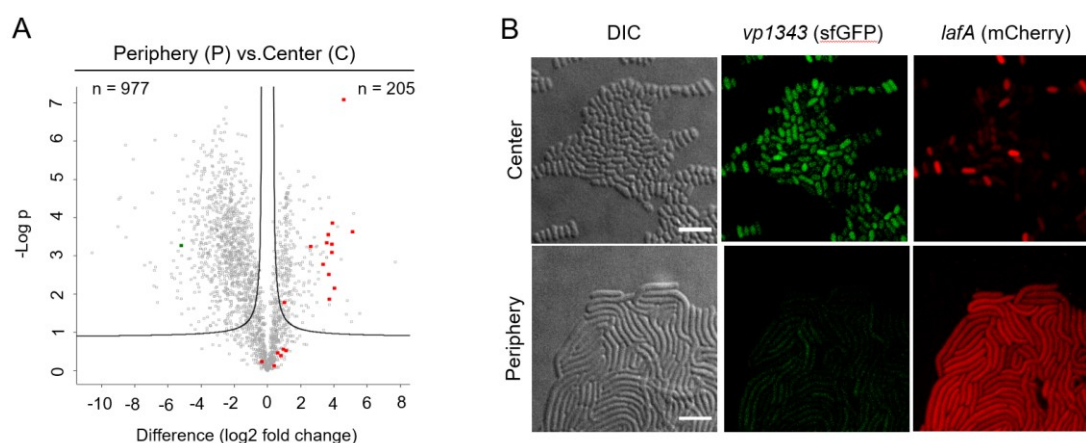 A
Periphery (P) vs.Center (C)
n = 977
n = 205
7
6
5
4
3
2
1
0
-Log p
-10 -8 -6 -4 -2 0 2 4 6 8
Difference (log2 fold change)
B
DIC vp1343 (sfGFP) lafA (mCherry)
Center
Periphery